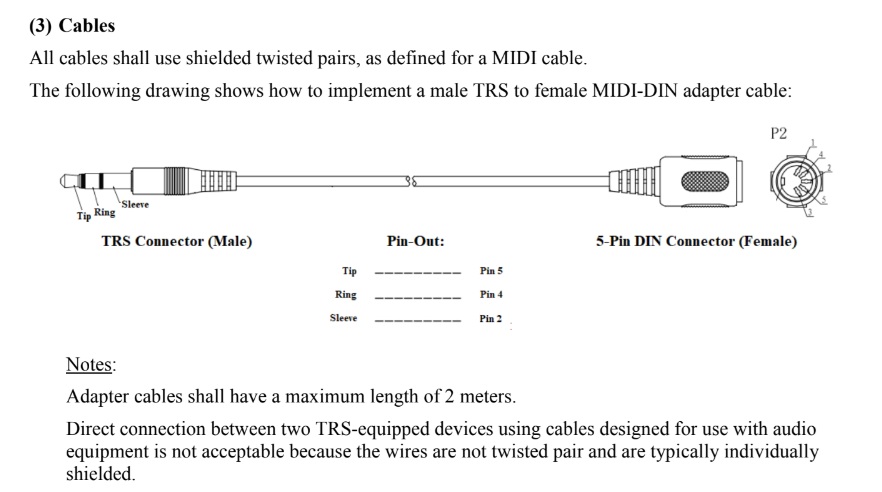 (3) Cables
All cables shall use shielded twisted pairs, as defined for a MIDI cable.
The following drawing shows how to implement a male TRS to female MIDI-DIN adapter cable:
P2
1
4
2
5
3
Tip Ring Sleeve
TRS Connector (Male) Pin-Out: 5-Pin DIN Connector (Female)
Tip __________ Pin 5
Ring __________ Pin 4
Sleeve __________ Pin 2
Notes:
Adapter cables shall have a maximum length of 2 meters.
Direct connection between two TRS-equipped devices using cables designed for use with audio
equipment is not acceptable because the wires are not twisted pair and are typically individually
shielded.